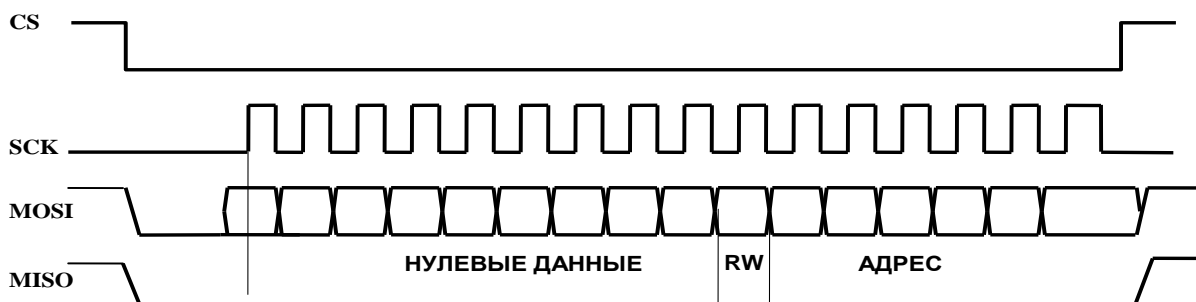 CS
SCK
MOSI
НУЛЕВЫЕ ДАННЫЕ RW АДРЕС
MISO